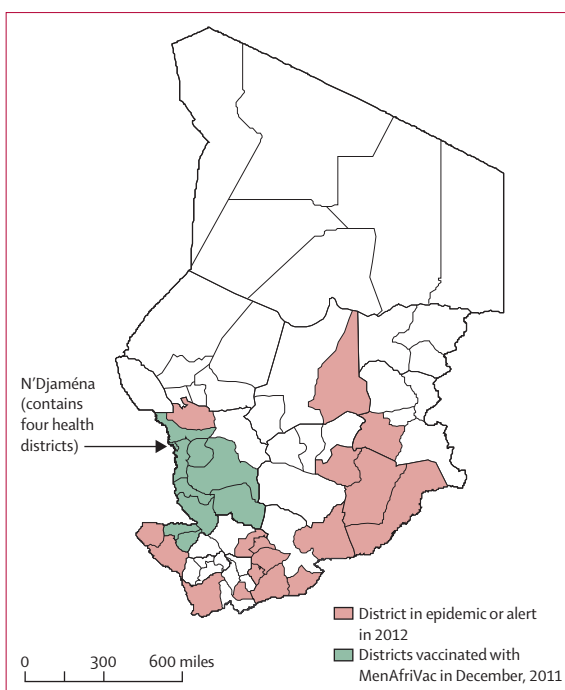 N'Djaména
(contains
four health
districts)
District in epidemic or alert
in 2012
Districts vaccinated with
MenAfriVac in December, 2011
0 300 600 miles